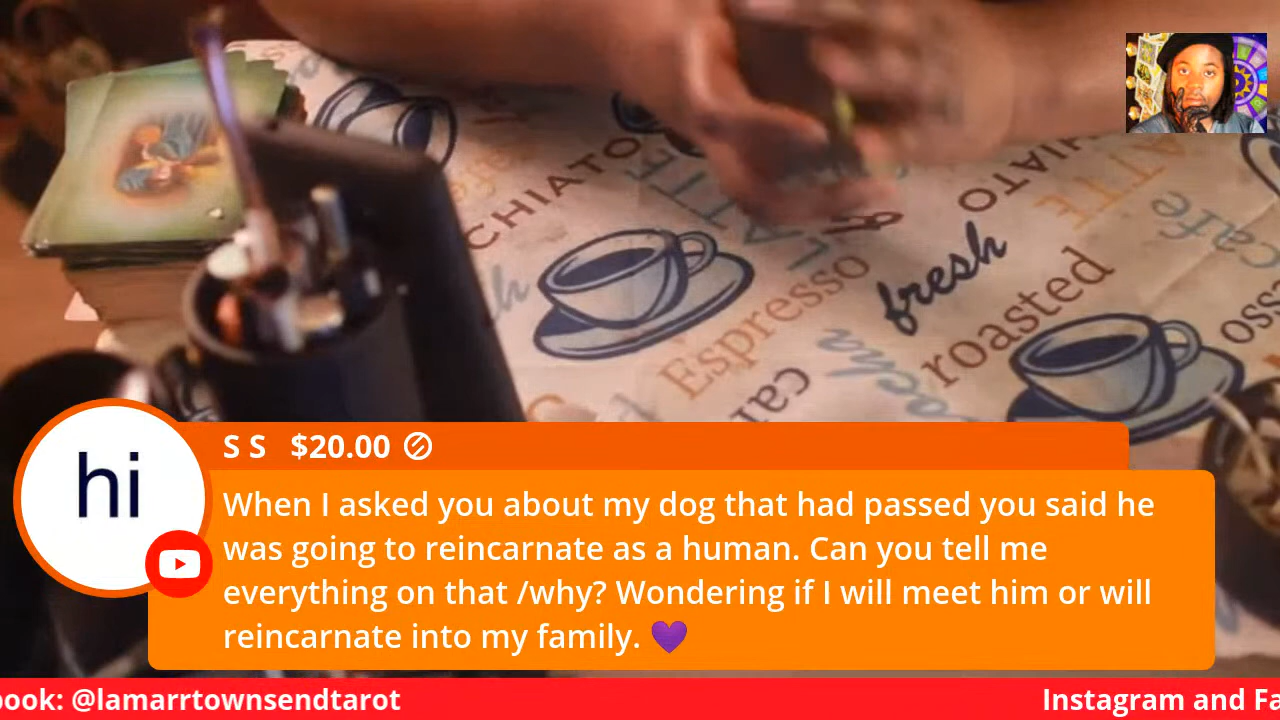 CHIATO
LATTE
OCHIATO
LATTE
cafe
fresh
Espresso
roasted
hi
S S $20.00
When I asked you about my dog that had passed you said he
was going to reincarnate as a human. Can you tell me
everything on that /why? Wondering if I will meet him or will
reincarnate into my family. 💜
book: @lamarrtownsendtarot
Instagram and Fa